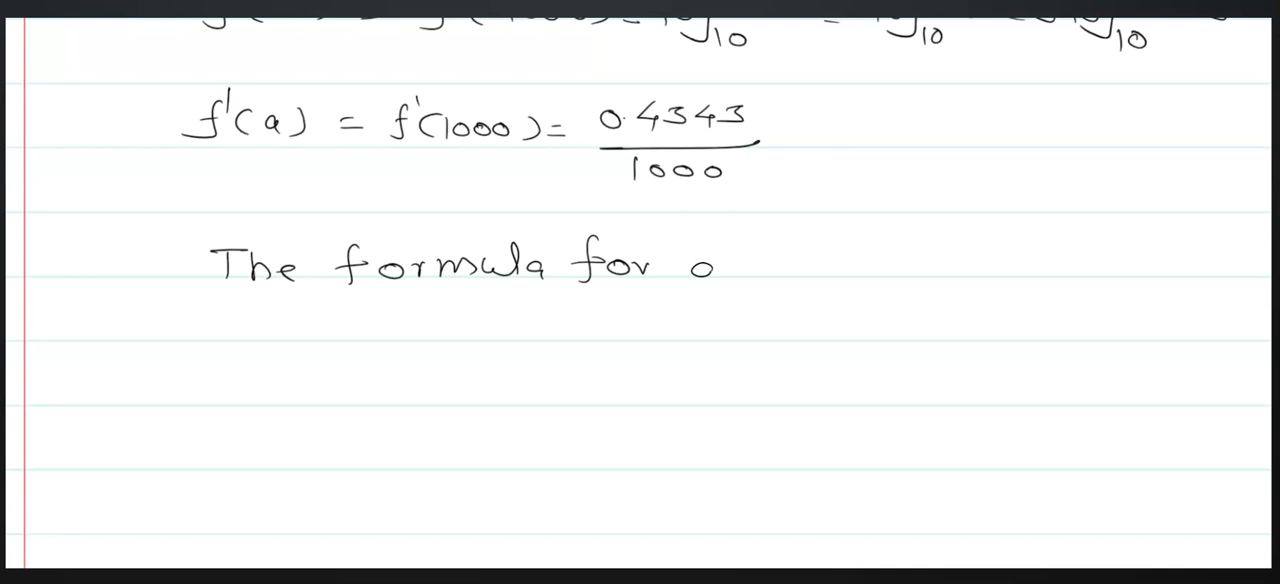 f'(a) = f'(1000) = 0.4343/1000
The formula for o